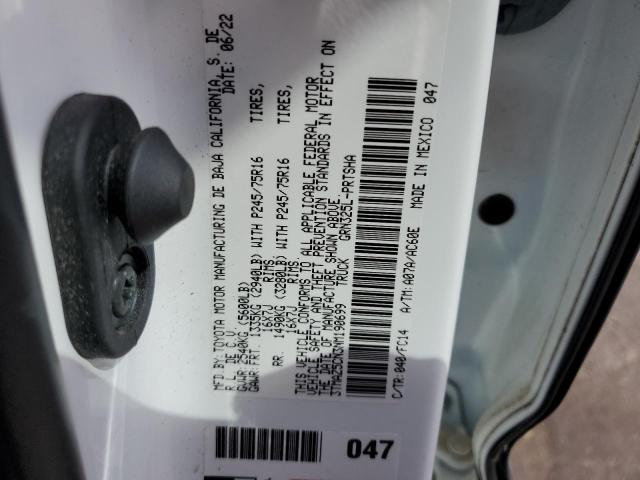 MFD BY: TOYOTA MOTOR MANUFACTURING DE BAJA CALIFORNIA, S. DE
R L. DE C.V. DATE: 06/22
GVWR: 2540KG (5600LB)
GAWR: FRT. 1335KG (2940LB) WITH P245/75R16 TIRES,
16X7J RIMS,
RR. 1490KG (3280LB) WITH P245/75R16 TIRES,
16X7J RIMS.
THIS VEHICLE CONFORMS TO ALL APPLICABLE FEDERAL MOTOR
VEHICLE SAFETY AND THEFT PREVENTION STANDARDS IN EFFECT ON
THE DATE OF MANUFACTURE SHOWN ABOVE.
TRUCK GRN325L-PRTSHA
C/TR: 040/FC14 A/TM: A07A/AC60E MADE IN MEXICO 047
047